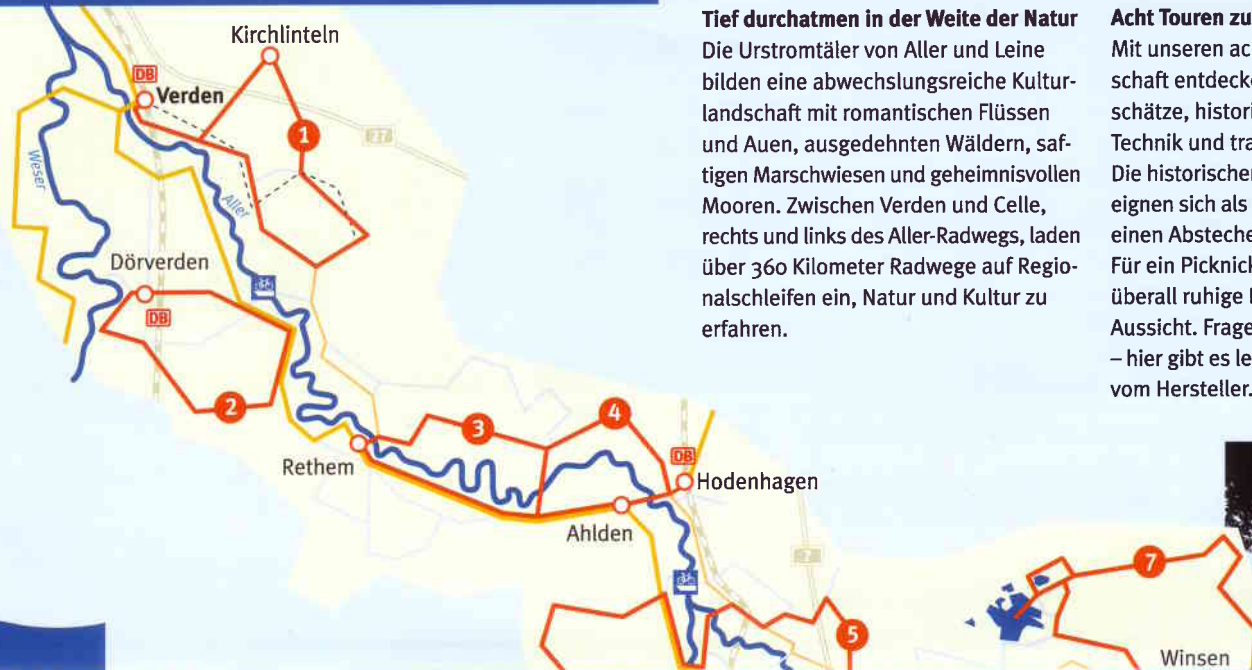 Kirchlinteln
DB
Verden
1
27
Weser
Aller
Dörverden
DB
2
3
4
DB
Rethem
Hodenhagen
Ahlden
7
5
Winsen
Tief durchatmen in der Weite der Natur
Die Urstromtäler von Aller und Leine
bilden eine abwechslungsreiche Kultur-
landschaft mit romantischen Flüssen
und Auen, ausgedehnten Wäldern, saf-
tigen Marschwiesen und geheimnisvollen
Mooren. Zwischen Verden und Celle,
rechts und links des Aller-Radwegs, laden
über 360 Kilometer Radwege auf Regio-
nalschleifen ein, Natur und Kultur zu
erfahren.
Acht Touren zu
Mit unseren ac
schaft entdeck
schätze, histori
Technik und tra
Die historischen
eignen sich als
einen Absteche
Für ein Picknick
überall ruhige
Aussicht. Frage
– hier gibt es le
vom Hersteller.